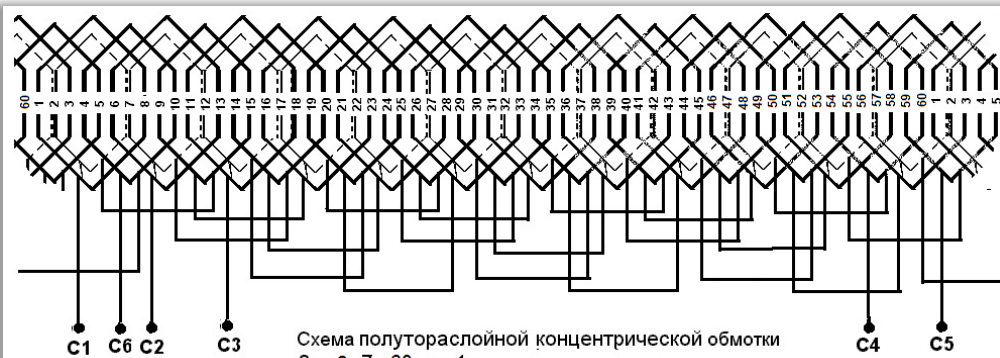 60 1 2 3 4 5 6 7 8 9 10 11 12 13 14 15 16 17 18 19 20 21 22 23 24 25 26 27 28 29 30 31 32 33 34 35 36 37 38 39 40 41 42 43 44 45 46 47 48 49 50 51 52 53 54 55 56 57 58 59 60 1 2 3 4 5
C1 C6 C2 C3 C4 C5
Схема полутораслойной концентрической обмотки